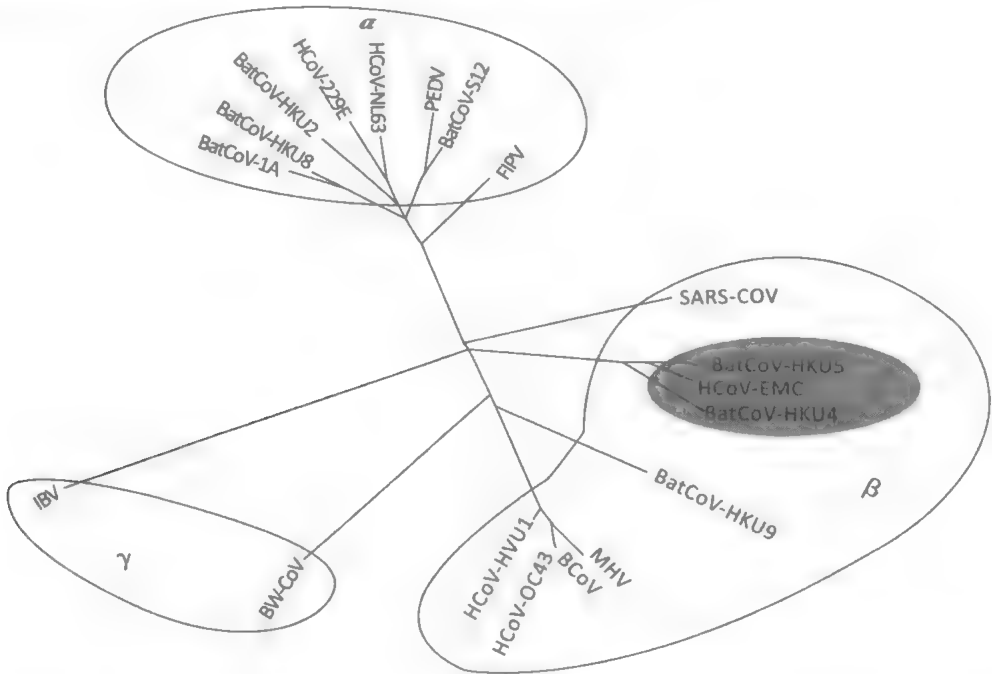 α
BatCoV-1A
BatCoV-HKU8
BatCoV-HKU2
HCoV-229E
HCoV-NL63
PEDV
BatCoV-S12
FIPV
SARS-COV
BatCoV-HKU5
HCoV-EMC
BatCoV-HKU4
β
BatCoV-HKU9
MHV
BCoV
HCoV-OC43
HCoV-HVU1
IBV
γ
BW-CoV